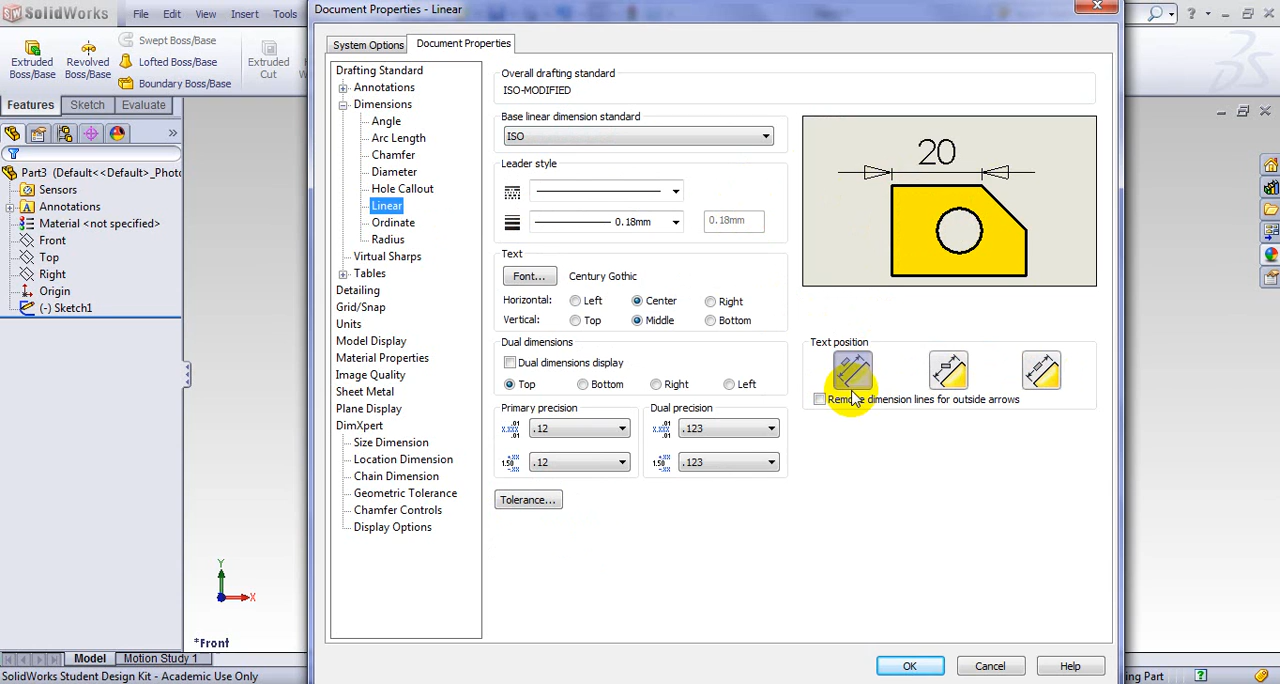 SolidWorks File Edit View Insert Tools
Document Properties - Linear
System Options Document Properties
Extruded Boss/Base
Revolved Boss/Base
Swept Boss/Base
Lofted Boss/Base
Boundary Boss/Base
Extruded Cut
Features Sketch Evaluate
Part3 (Default<<Default>_Phot
Sensors
Annotations
Material <not specified>
Front
Top
Right
Origin
(-) Sketch1
Drafting Standard
Annotations
Dimensions
Angle
Arc Length
Chamfer
Diameter
Hole Callout
Linear
Ordinate
Radius
Virtual Sharps
Tables
Detailing
Grid/Snap
Units
Model Display
Material Properties
Image Quality
Sheet Metal
Plane Display
DimXpert
Size Dimension
Location Dimension
Chain Dimension
Geometric Tolerance
Chamfer Controls
Display Options
Overall drafting standard
ISO-MODIFIED
Base linear dimension standard
ISO
Leader style
0.18mm 0.18mm
Text
Font... Century Gothic
Horizontal: Left Center Right
Vertical: Top Middle Bottom
Dual dimensions
Dual dimensions display
Top Bottom Right Left
Primary precision Dual precision
.12 .123
.12 .123
Tolerance...
20
Text position
Remove dimension lines for outside arrows
OK Cancel Help
Y
X
*Front
Model Motion Study 1
SolidWorks Student Design Kit - Academic Use Only
ing Part